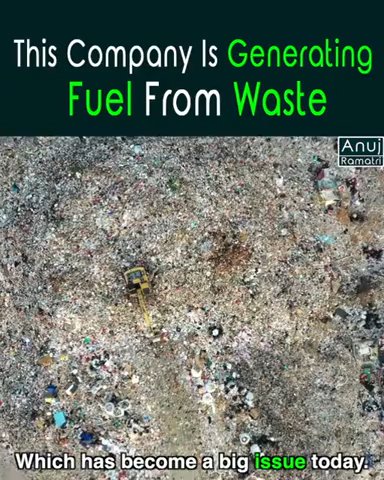 This Company Is Generating
Fuel From Waste
Anuj
Ramatri
Which has become a big issue today.